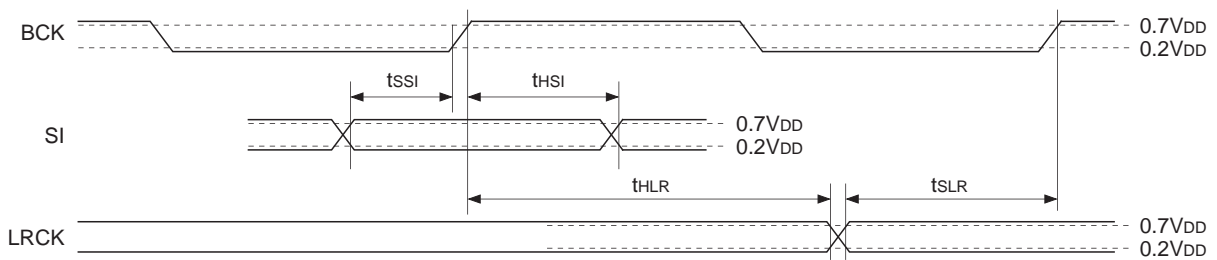 BCK
0.7VDD
0.2VDD
tSSI
tHSI
SI
0.7VDD
0.2VDD
tHLR
tSLR
LRCK
0.7VDD
0.2VDD